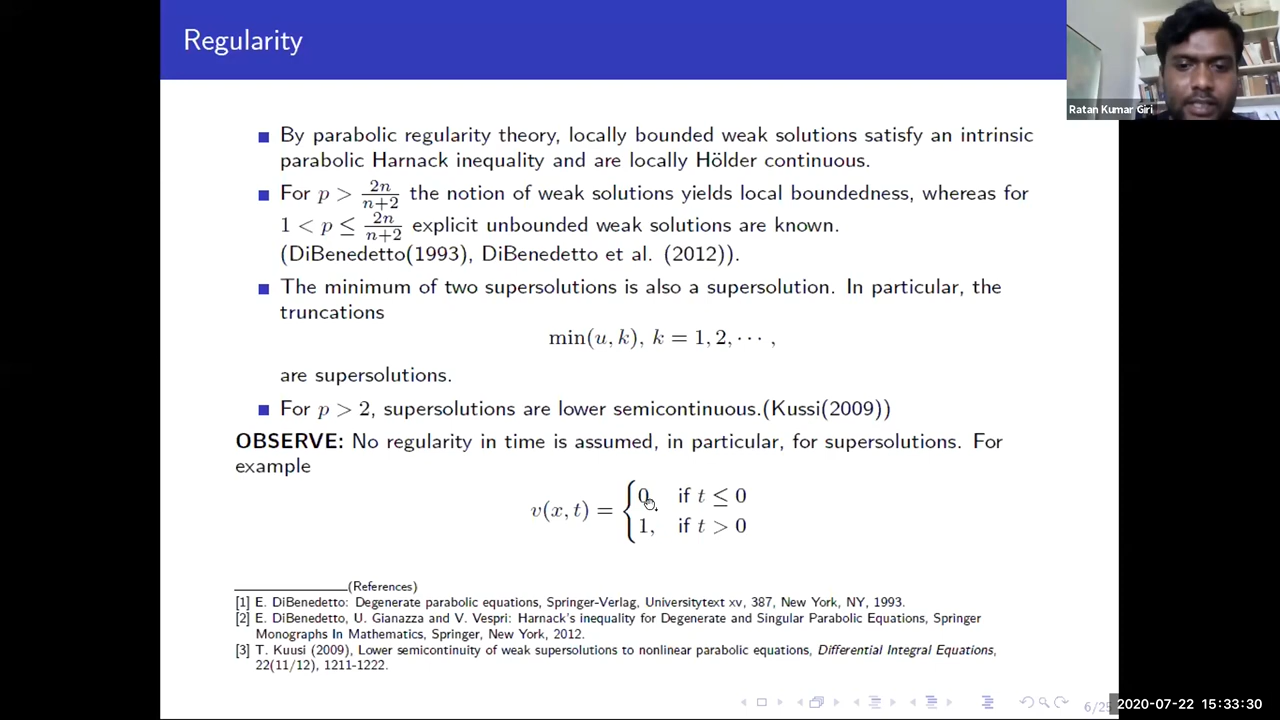 Regularity
Ratan Kumar Giri
By parabolic regularity theory, locally bounded weak solutions satisfy an intrinsic
parabolic Harnack inequality and are locally Hölder continuous.
For p > 2n/(n+2) the notion of weak solutions yields local boundedness, whereas for
1 < p ≤ 2n/(n+2) explicit unbounded weak solutions are known.
(DiBenedetto(1993), DiBenedetto et al. (2012)).
The minimum of two supersolutions is also a supersolution. In particular, the
truncations
min(u, k), k = 1, 2, ··· ,
are supersolutions.
For p > 2, supersolutions are lower semicontinuous.(Kussi(2009))
OBSERVE: No regularity in time is assumed, in particular, for supersolutions. For
example
v(x, t) = { 0, if t ≤ 0
1, if t > 0
(References)
[1] E. DiBenedetto: Degenerate parabolic equations, Springer-Verlag, Universitytext xv, 387, New York, NY, 1993.
[2] E. DiBenedetto, U. Gianazza and V. Vespri: Harnack's inequality for Degenerate and Singular Parabolic Equations, Springer
Monographs In Mathematics, Springer, New York, 2012.
[3] T. Kuusi (2009), Lower semicontinuity of weak supersolutions to nonlinear parabolic equations, Differential Integral Equations,
22(11/12), 1211-1222.
2020-07-22 15:33:30